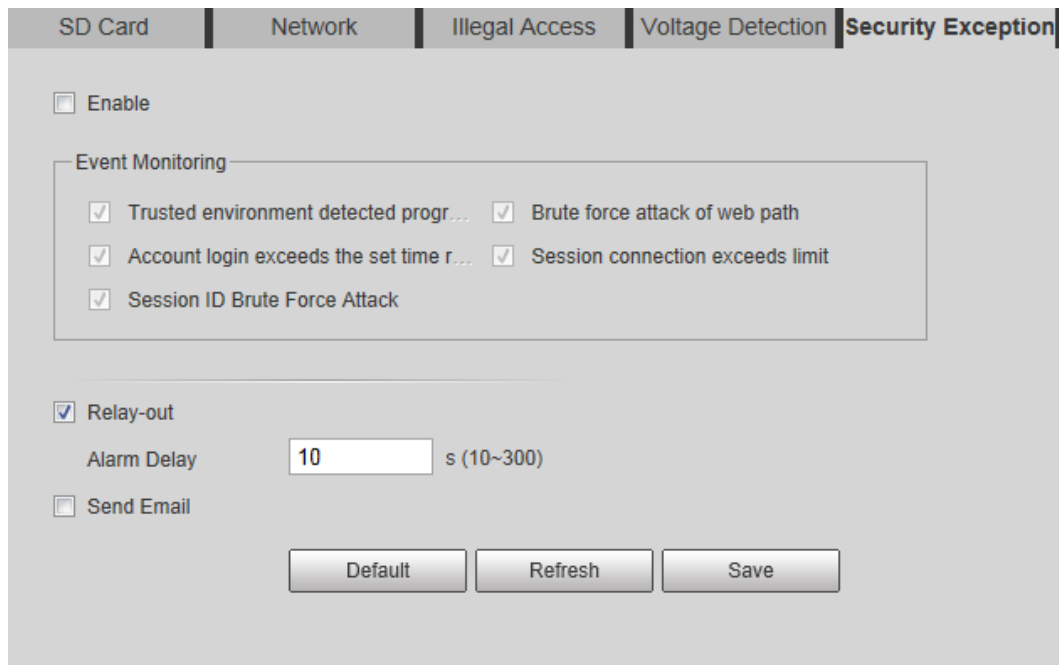 SD Card Network Illegal Access Voltage Detection Security Exception
Enable
Event Monitoring
Trusted environment detected progr... Brute force attack of web path
Account login exceeds the set time r... Session connection exceeds limit
Session ID Brute Force Attack
Relay-out
Alarm Delay 10 s (10~300)
Send Email
Default Refresh Save